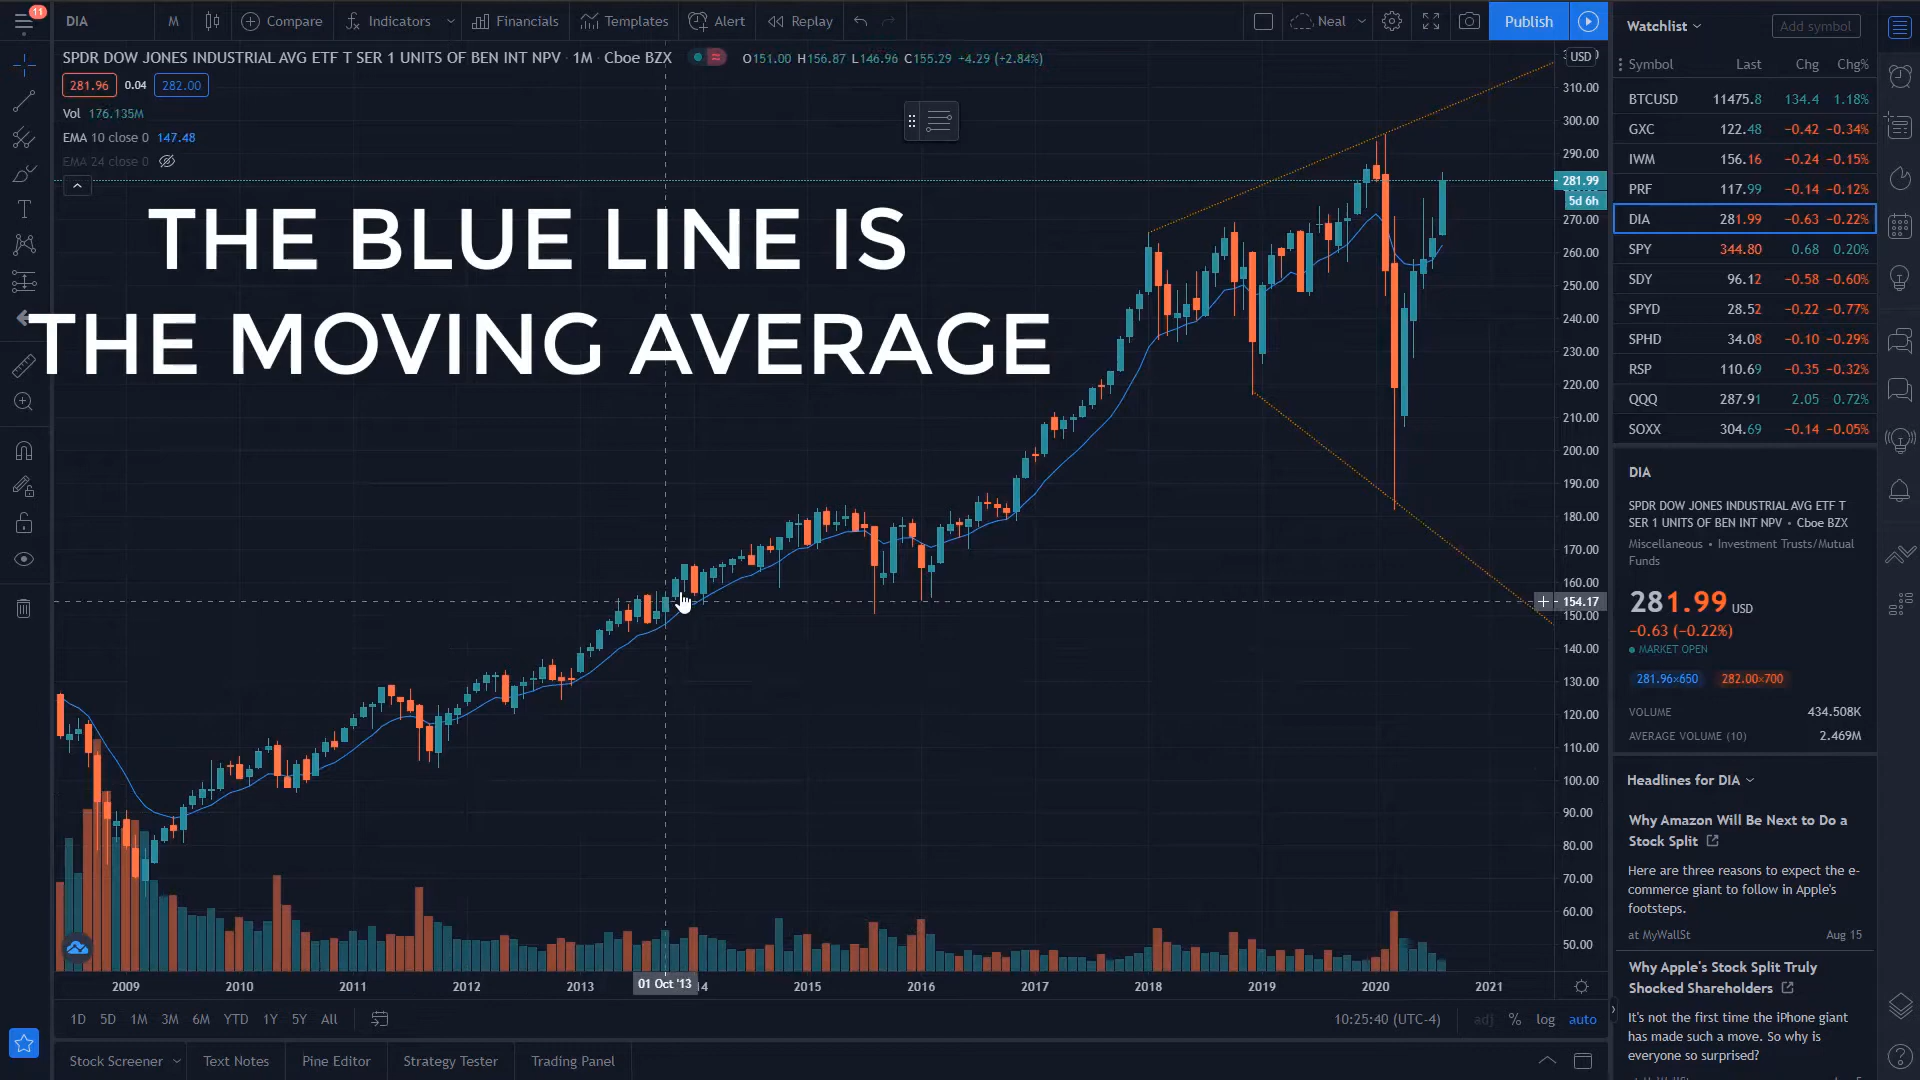 11
DIA
M
Compare
Indicators
Financials
Templates
Alert
Replay
Neal
Publish
SPDR DOW JONES INDUSTRIAL AVG ETF T SER 1 UNITS OF BEN INT NPV · 1M · Cboe BZX
O151.00 H156.87 L146.96 C155.29 +4.29 (+2.84%)
281.96 0.04 282.00
Vol 176.135M
EMA 10 close 0 147.48
EMA 24 close 0
THE BLUE LINE IS
THE MOVING AVERAGE
USD
310.00
300.00
290.00
281.99
5d 6h
270.00
260.00
250.00
240.00
230.00
220.00
210.00
200.00
190.00
180.00
170.00
160.00
154.17
150.00
140.00
130.00
120.00
110.00
100.00
90.00
80.00
70.00
60.00
50.00
2009 2010 2011 2012 2013 01 Oct '13 14 2015 2016 2017 2018 2019 2020 2021
1D 5D 1M 3M 6M YTD 1Y 5Y All
10:25:40 (UTC-4) adj % log auto
Stock Screener Text Notes Pine Editor Strategy Tester Trading Panel
Watchlist
Add symbol
Symbol Last Chg Chg%
BTCUSD 11475.8 134.4 1.18%
GXC 122.48 −0.42 −0.34%
IWM 156.16 −0.24 −0.15%
PRF 117.99 −0.14 −0.12%
DIA 281.99 −0.63 −0.22%
SPY 344.80 0.68 0.20%
SDY 96.12 −0.58 −0.60%
SPYD 28.52 −0.22 −0.77%
SPHD 34.08 −0.10 −0.29%
RSP 110.69 −0.35 −0.32%
QQQ 287.91 2.05 0.72%
SOXX 304.69 −0.14 −0.05%
DIA
SPDR DOW JONES INDUSTRIAL AVG ETF T
SER 1 UNITS OF BEN INT NPV • Cboe BZX
Miscellaneous • Investment Trusts/Mutual
Funds
281.99 USD
−0.63 (−0.22%)
MARKET OPEN
281.96×650 282.00×700
VOLUME 434.508K
AVERAGE VOLUME (10) 2.469M
Headlines for DIA
Why Amazon Will Be Next to Do a
Stock Split
Here are three reasons to expect the e-
commerce giant to follow in Apple's
footsteps.
at MyWallSt Aug 15
Why Apple's Stock Split Truly
Shocked Shareholders
It's not the first time the iPhone giant
has made such a move. So why is
everyone so surprised?